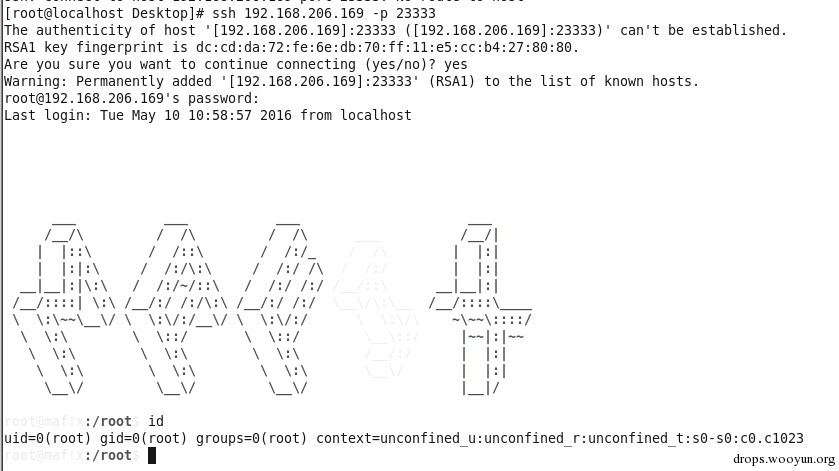 [root@localhost Desktop]# ssh 192.168.206.169 -p 23333
The authenticity of host '[192.168.206.169]:23333 ([192.168.206.169]:23333)' can't be established.
RSA1 key fingerprint is dc:cd:da:72:fe:6e:db:70:ff:11:e5:cc:b4:27:80:80.
Are you sure you want to continue connecting (yes/no)? yes
Warning: Permanently added '[192.168.206.169]:23333' (RSA1) to the list of known hosts.
root@192.168.206.169's password:
Last login: Tue May 10 10:58:57 2016 from localhost
root@maf!x:/root$ id
uid=0(root) gid=0(root) groups=0(root) context=unconfined_u:unconfined_r:unconfined_t:s0-s0:c0.c1023
root@maf!x:/root$
drops.wooyun.org